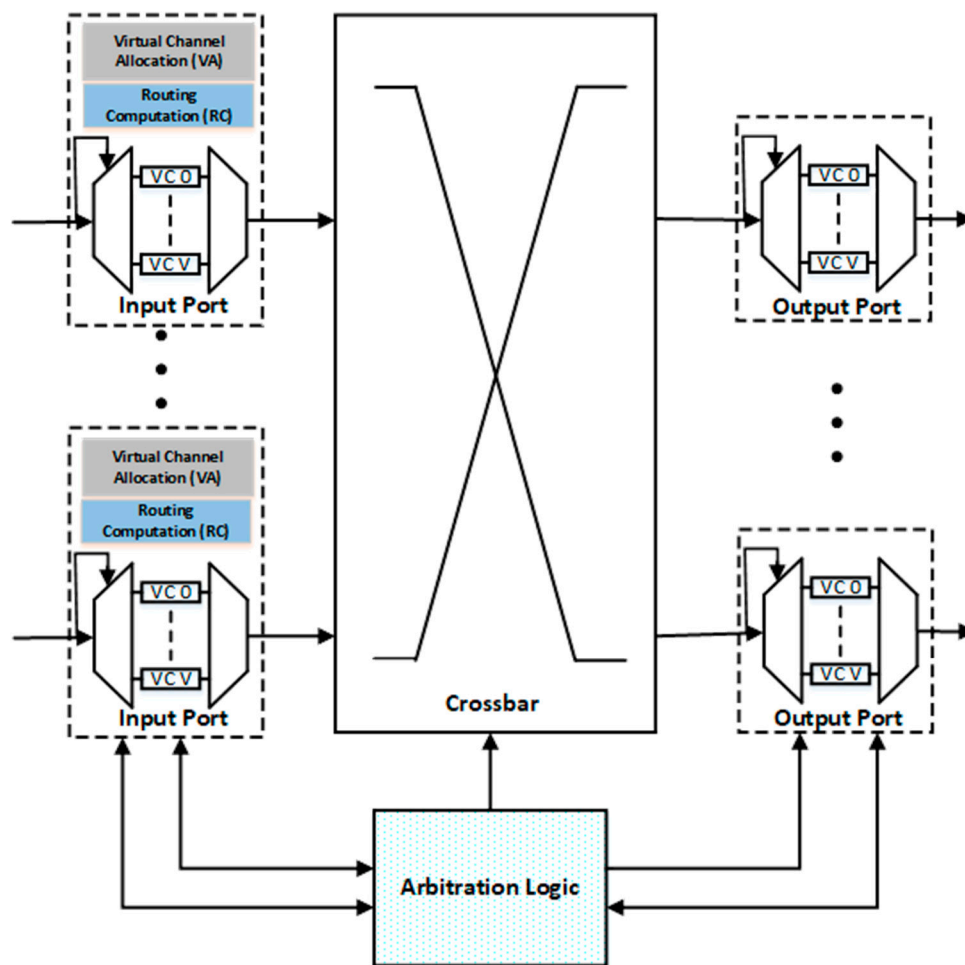 Virtual Channel
Allocation (VA)
Routing
Computation (RC)
VC 0
VC V
Input Port
VC 0
VC V
Output Port
Virtual Channel
Allocation (VA)
Routing
Computation (RC)
VC 0
VC V
Input Port
Crossbar
VC 0
VC V
Output Port
Arbitration Logic